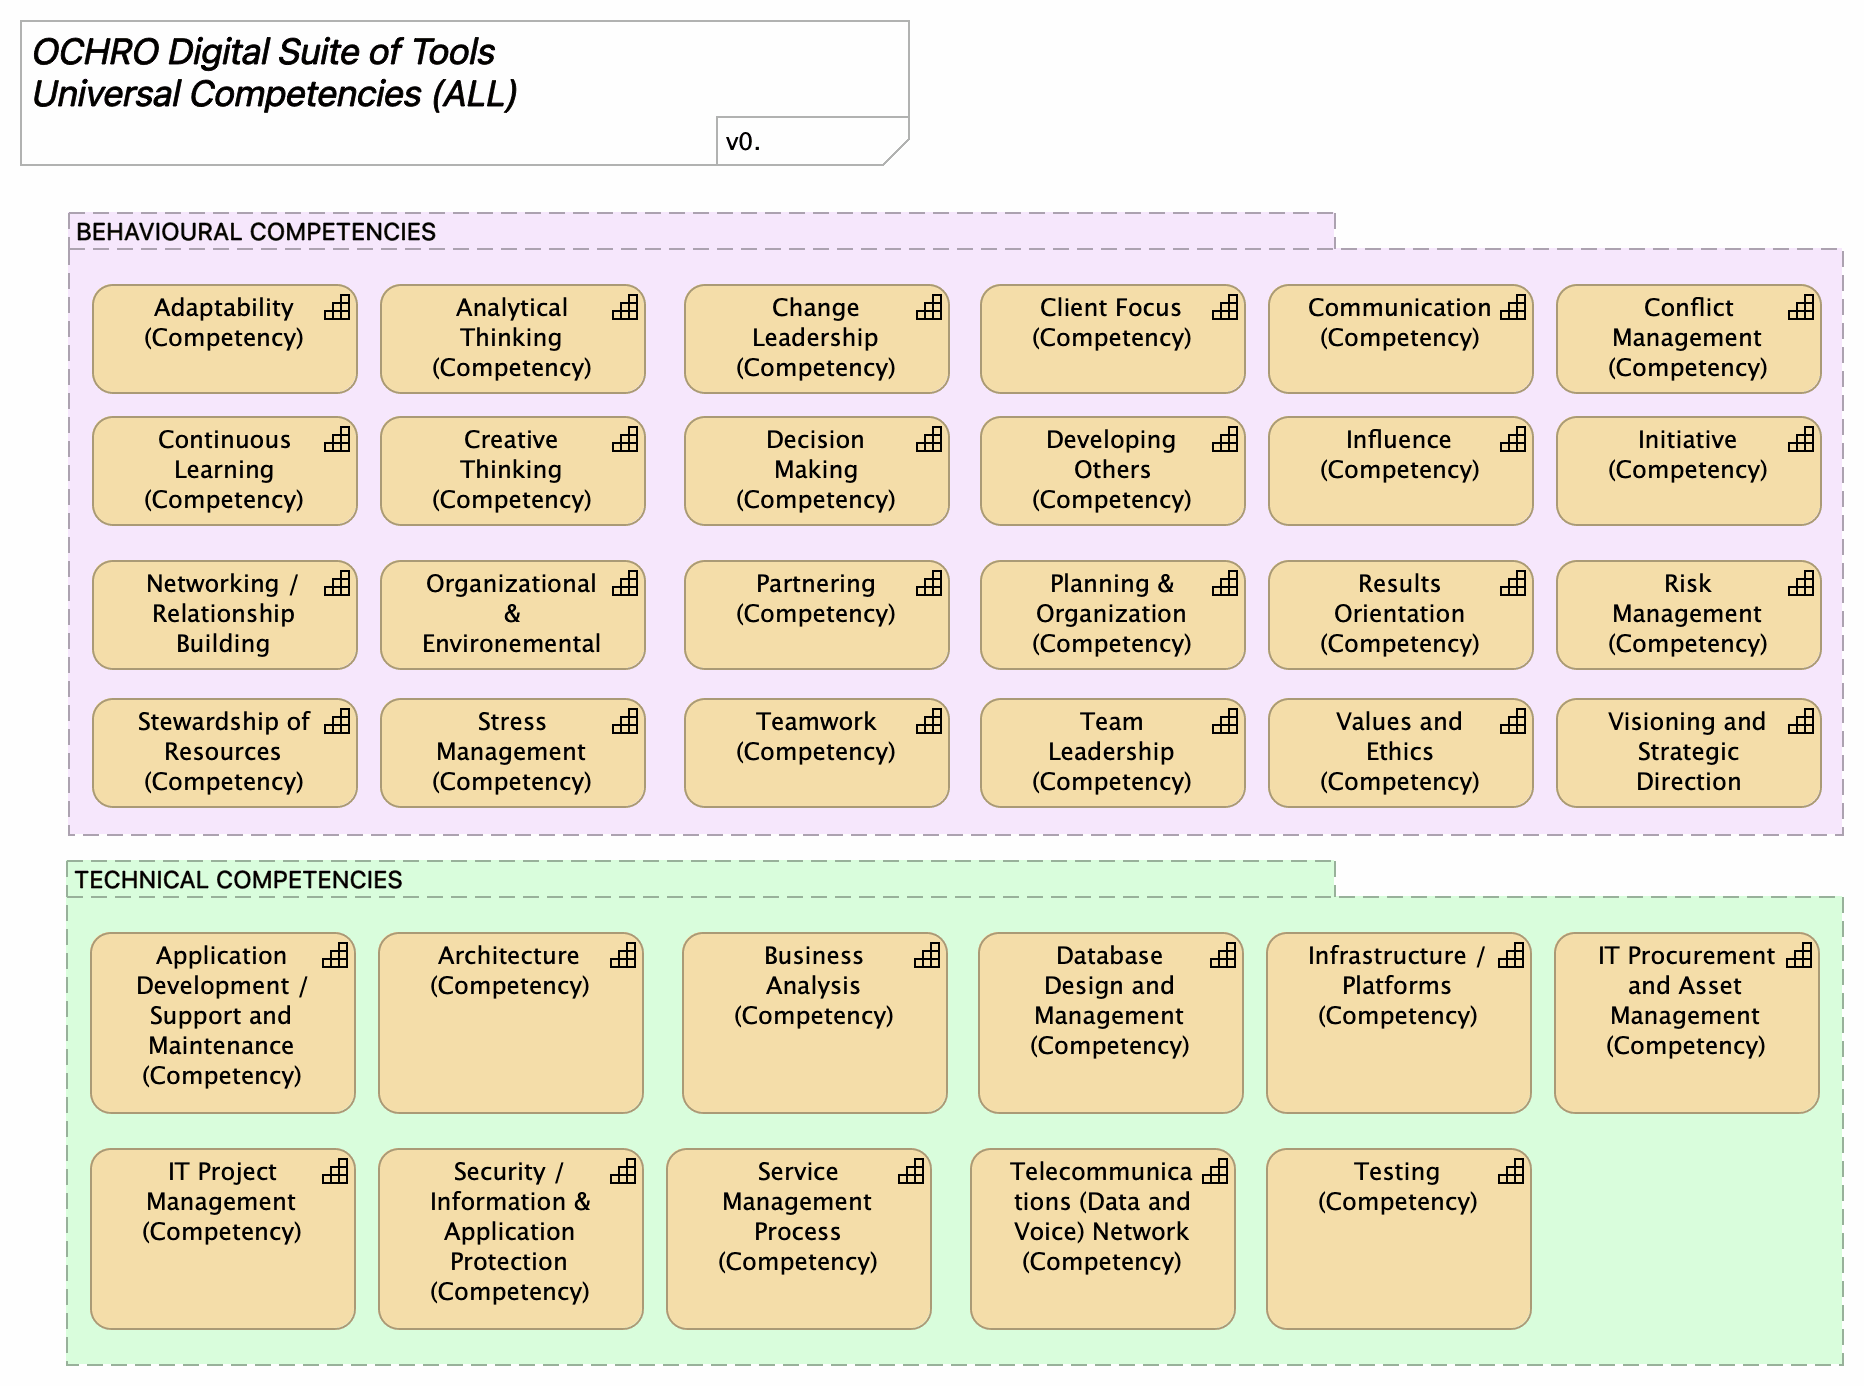 OCHRO Digital Suite of Tools
Universal Competencies (ALL)
v0.
BEHAVIOURAL COMPETENCIES
Adaptability
(Competency)
Analytical
Thinking
(Competency)
Change
Leadership
(Competency)
Client Focus
(Competency)
Communication
(Competency)
Conflict
Management
(Competency)
Continuous
Learning
(Competency)
Creative
Thinking
(Competency)
Decision
Making
(Competency)
Developing
Others
(Competency)
Influence
(Competency)
Initiative
(Competency)
Networking /
Relationship
Building
Organizational
&
Environemental
Partnering
(Competency)
Planning &
Organization
(Competency)
Results
Orientation
(Competency)
Risk
Management
(Competency)
Stewardship of
Resources
(Competency)
Stress
Management
(Competency)
Teamwork
(Competency)
Team
Leadership
(Competency)
Values and
Ethics
(Competency)
Visioning and
Strategic
Direction
TECHNICAL COMPETENCIES
Application
Development /
Support and
Maintenance
(Competency)
Architecture
(Competency)
Business
Analysis
(Competency)
Database
Design and
Management
(Competency)
Infrastructure /
Platforms
(Competency)
IT Procurement
and Asset
Management
(Competency)
IT Project
Management
(Competency)
Security /
Information &
Application
Protection
(Competency)
Service
Management
Process
(Competency)
Telecommunica
tions (Data and
Voice) Network
(Competency)
Testing
(Competency)